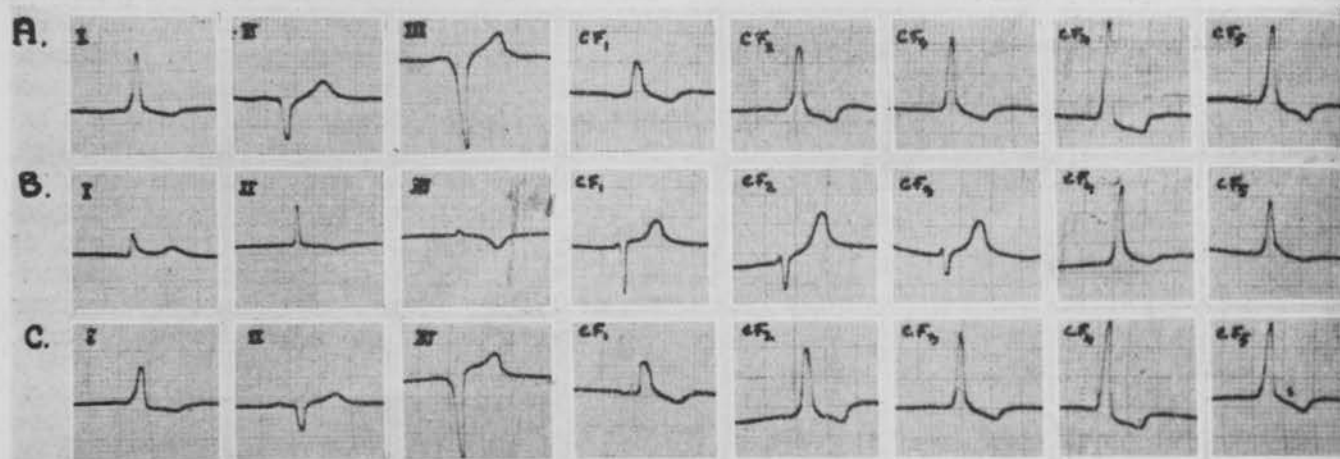 A. I II III CF₁ CF₂ CF₃ CF₄ CF₅
B. I II III CF₁ CF₂ CF₃ CF₄ CF₅
C. I II III CF₁ CF₂ CF₃ CF₄ CF₅